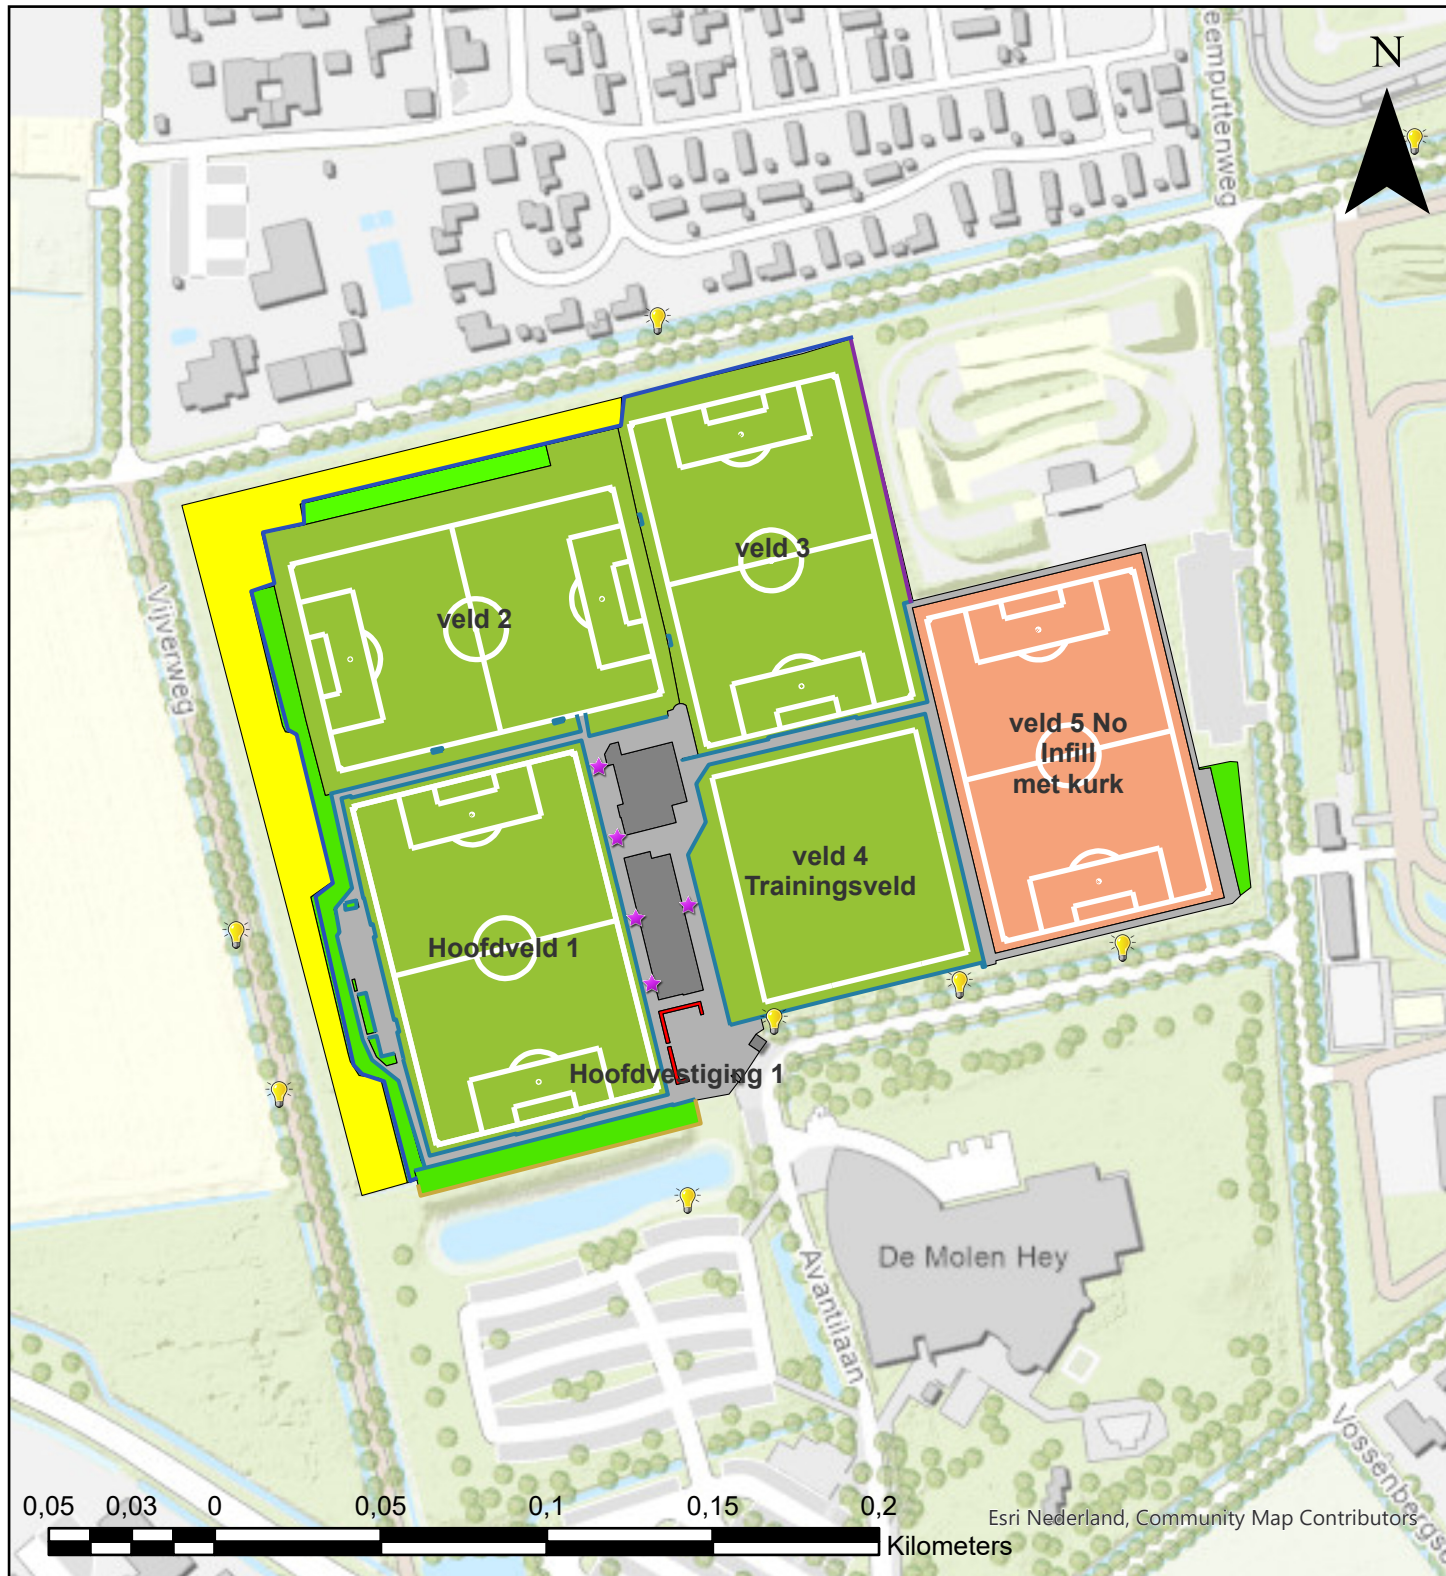 eemputtenweg
N
Vijverweg
veld 3
veld 2
veld 5 No
Infill
met kurk
veld 4
Trainingsveld
Hoofdveld 1
Hoofdvestiging 1
De Molen Hey
Avantilaan
0,05 0,03 0 0,05 0,1 0,15 0,2
Kilometers
Esri Nederland, Community Map Contributors
Vossenbergs